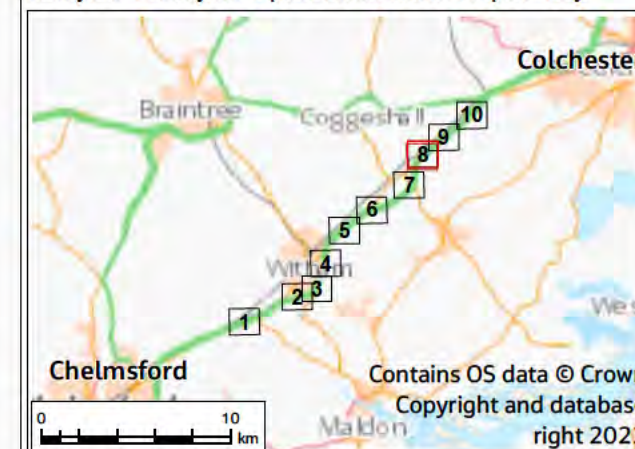 Colcheste
Braintree
Coggeshall
10
9
8
7
6
5
4
Witham
3
2
1
Wes
Chelmsford
Contains OS data © Crow
Copyright and databas
right 202
Maldon
0 10
km